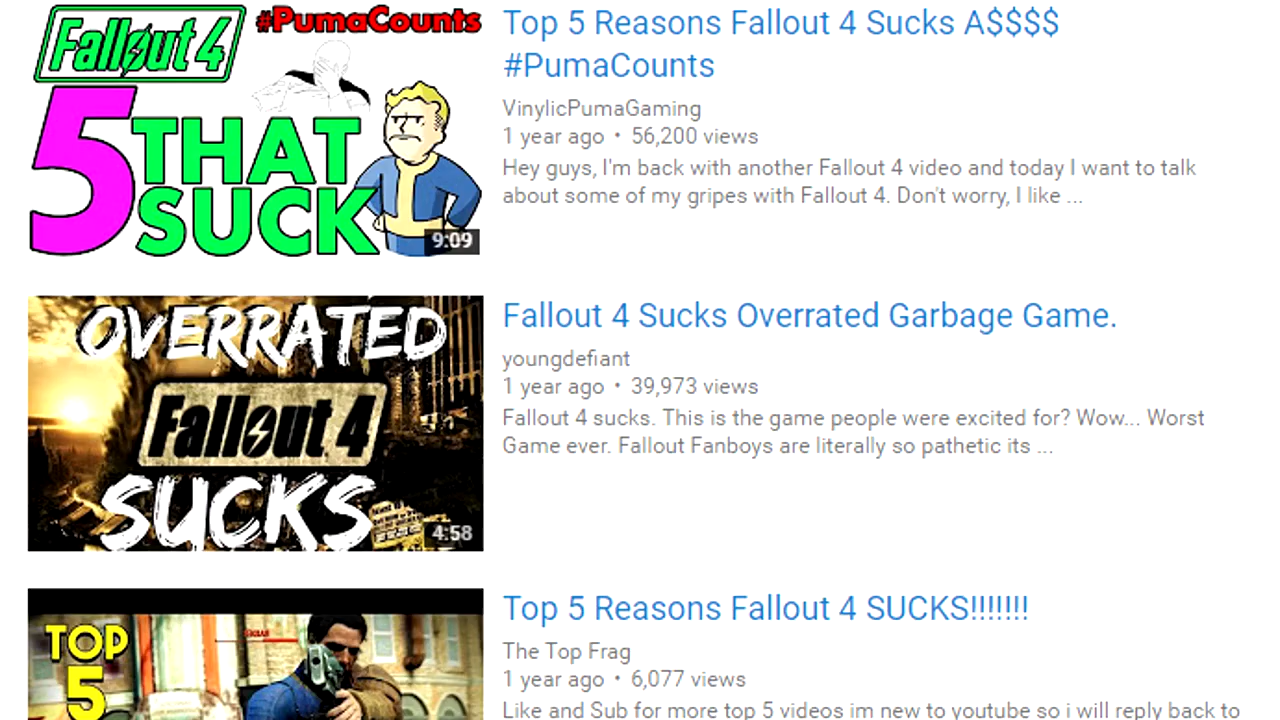 Fallout 4
#PumaCounts
5 THAT
SUCK
9:09
Top 5 Reasons Fallout 4 Sucks A$$$$
#PumaCounts
VinylicPumaGaming
1 year ago • 56,200 views
Hey guys, I'm back with another Fallout 4 video and today I want to talk
about some of my gripes with Fallout 4. Don't worry, I like ...
OVERRATED
Fallout 4
SUCKS
4:58
Fallout 4 Sucks Overrated Garbage Game.
youngdefiant
1 year ago • 39,973 views
Fallout 4 sucks. This is the game people were excited for? Wow... Worst
Game ever. Fallout Fanboys are literally so pathetic its ...
TOP
5
Top 5 Reasons Fallout 4 SUCKS!!!!!!!
The Top Frag
1 year ago • 6,077 views
Like and Sub for more top 5 videos im new to youtube so i will reply back to